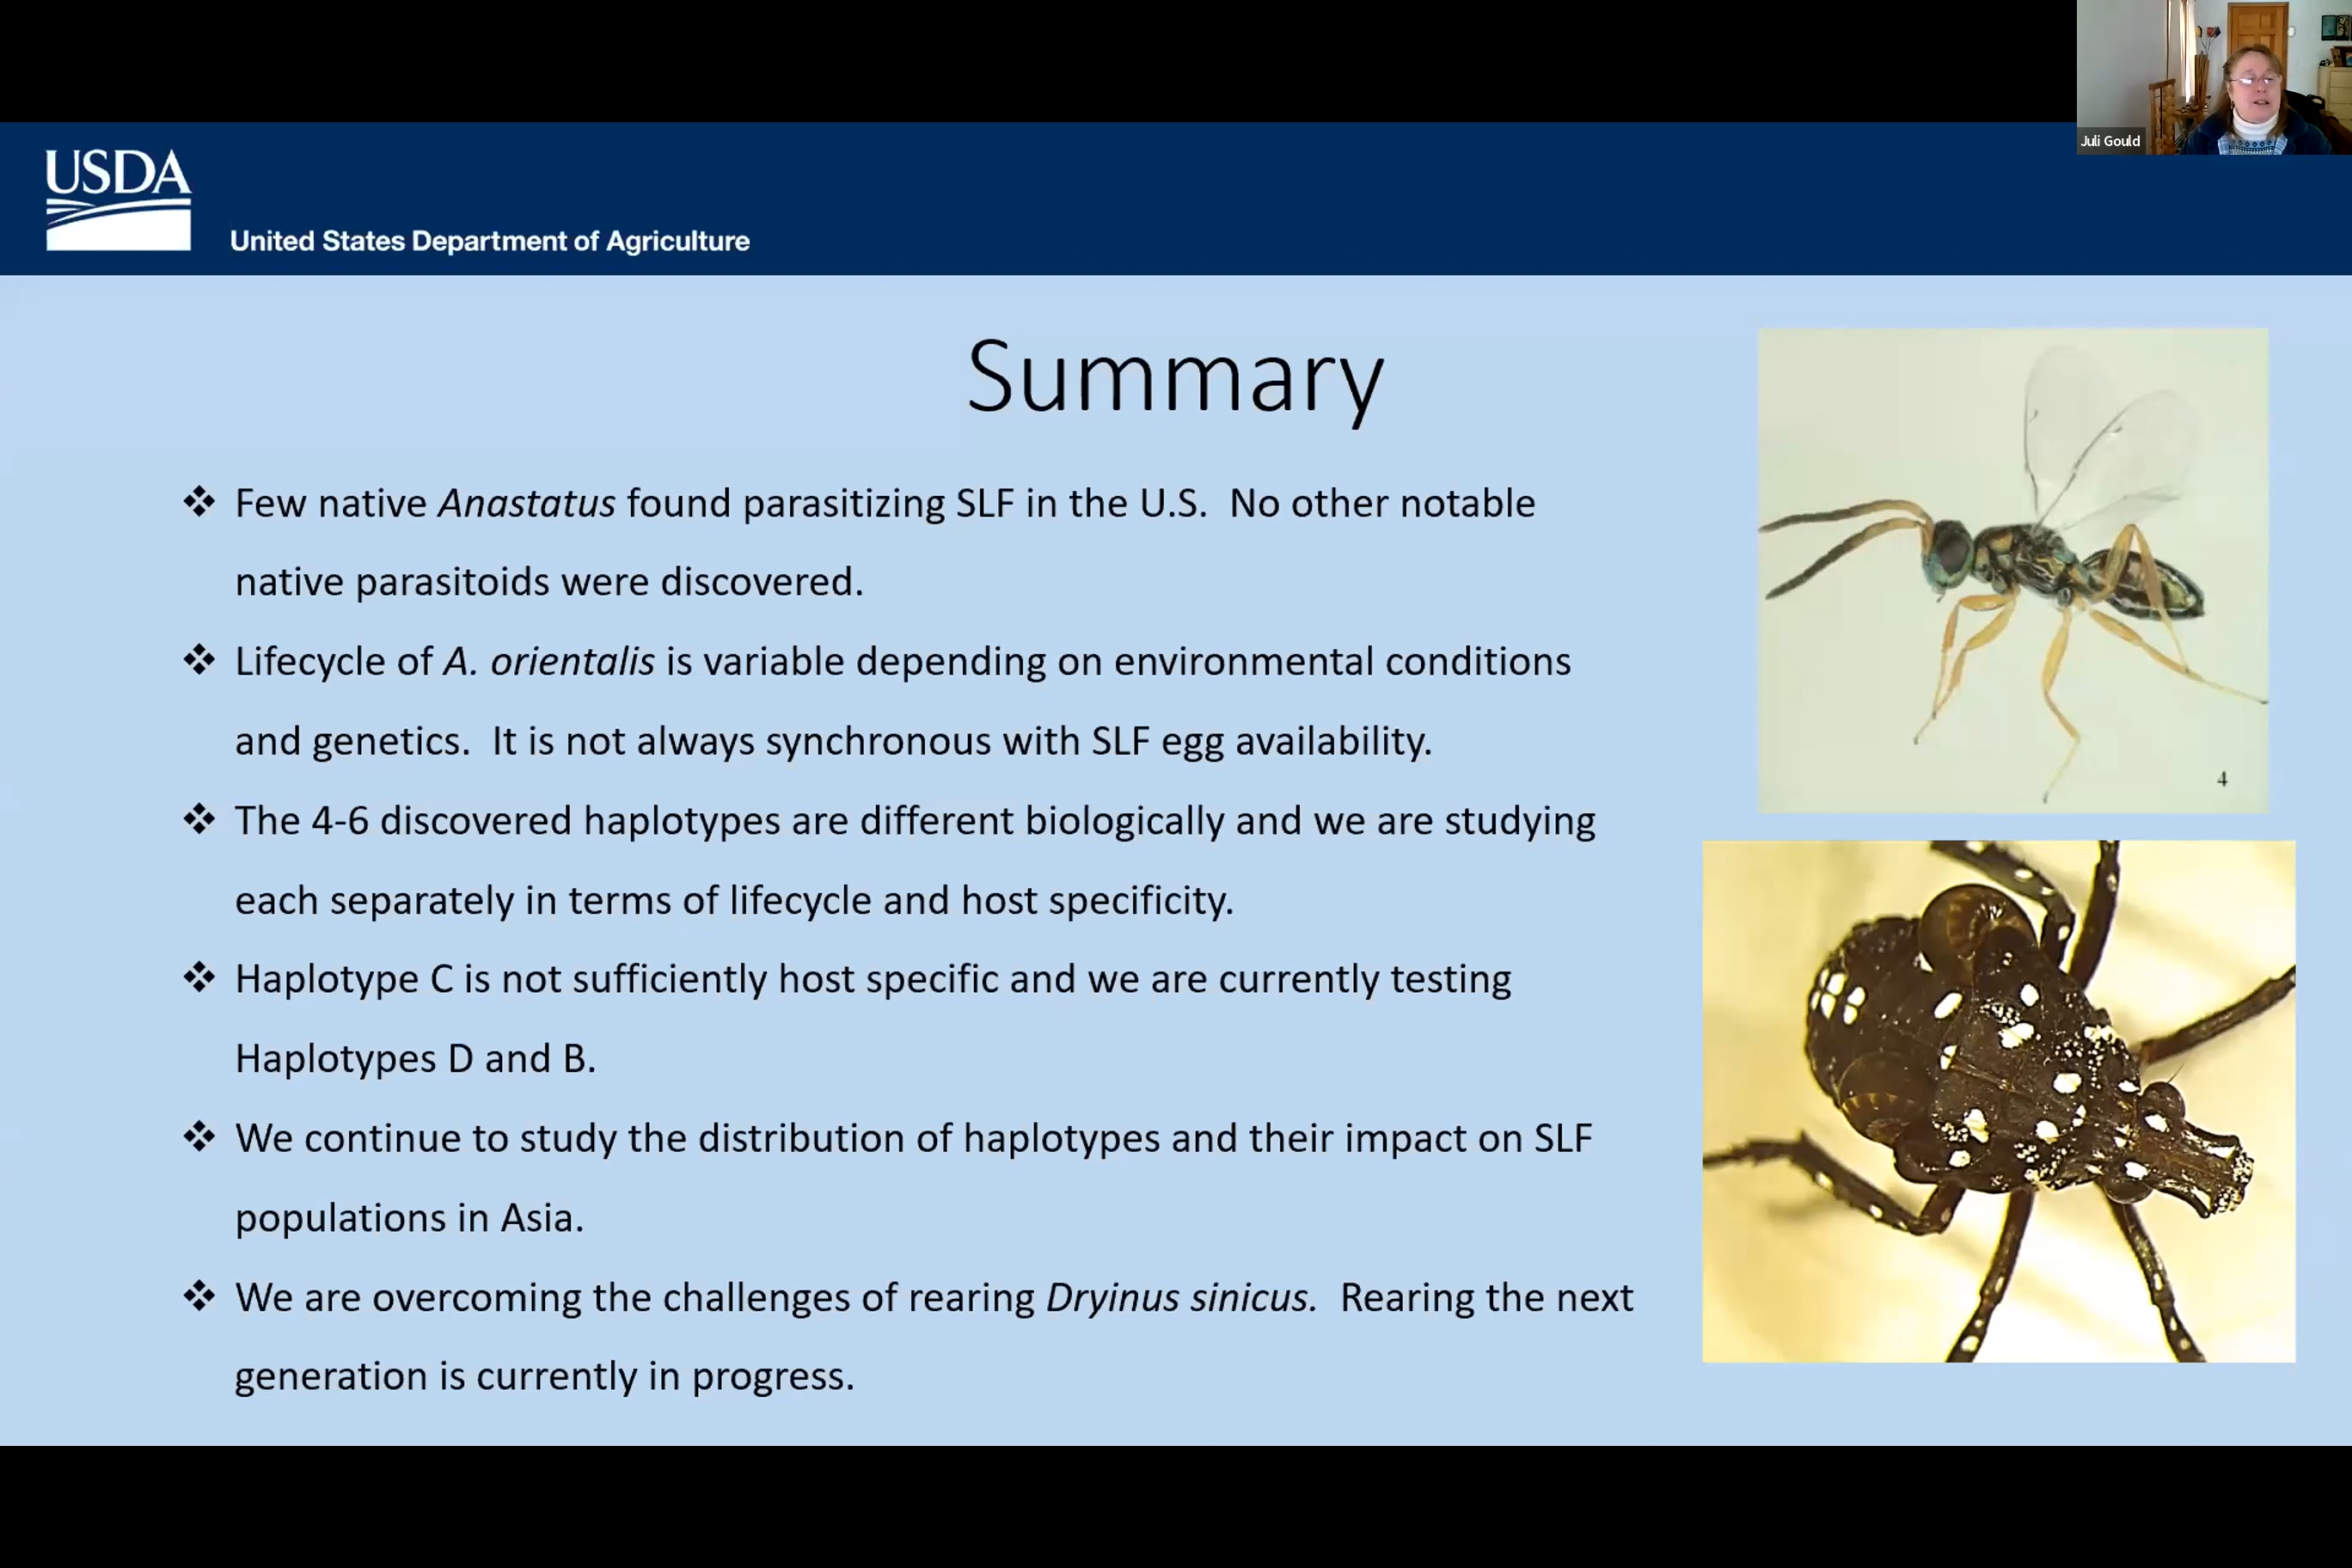 Juli Gould
USDA
United States Department of Agriculture
Summary
❖ Few native Anastatus found parasitizing SLF in the U.S.  No other notable
native parasitoids were discovered.
❖ Lifecycle of A. orientalis is variable depending on environmental conditions
and genetics.  It is not always synchronous with SLF egg availability.
❖ The 4-6 discovered haplotypes are different biologically and we are studying
each separately in terms of lifecycle and host specificity.
❖ Haplotype C is not sufficiently host specific and we are currently testing
Haplotypes D and B.
❖ We continue to study the distribution of haplotypes and their impact on SLF
populations in Asia.
❖ We are overcoming the challenges of rearing Dryinus sinicus.  Rearing the next
generation is currently in progress.
4